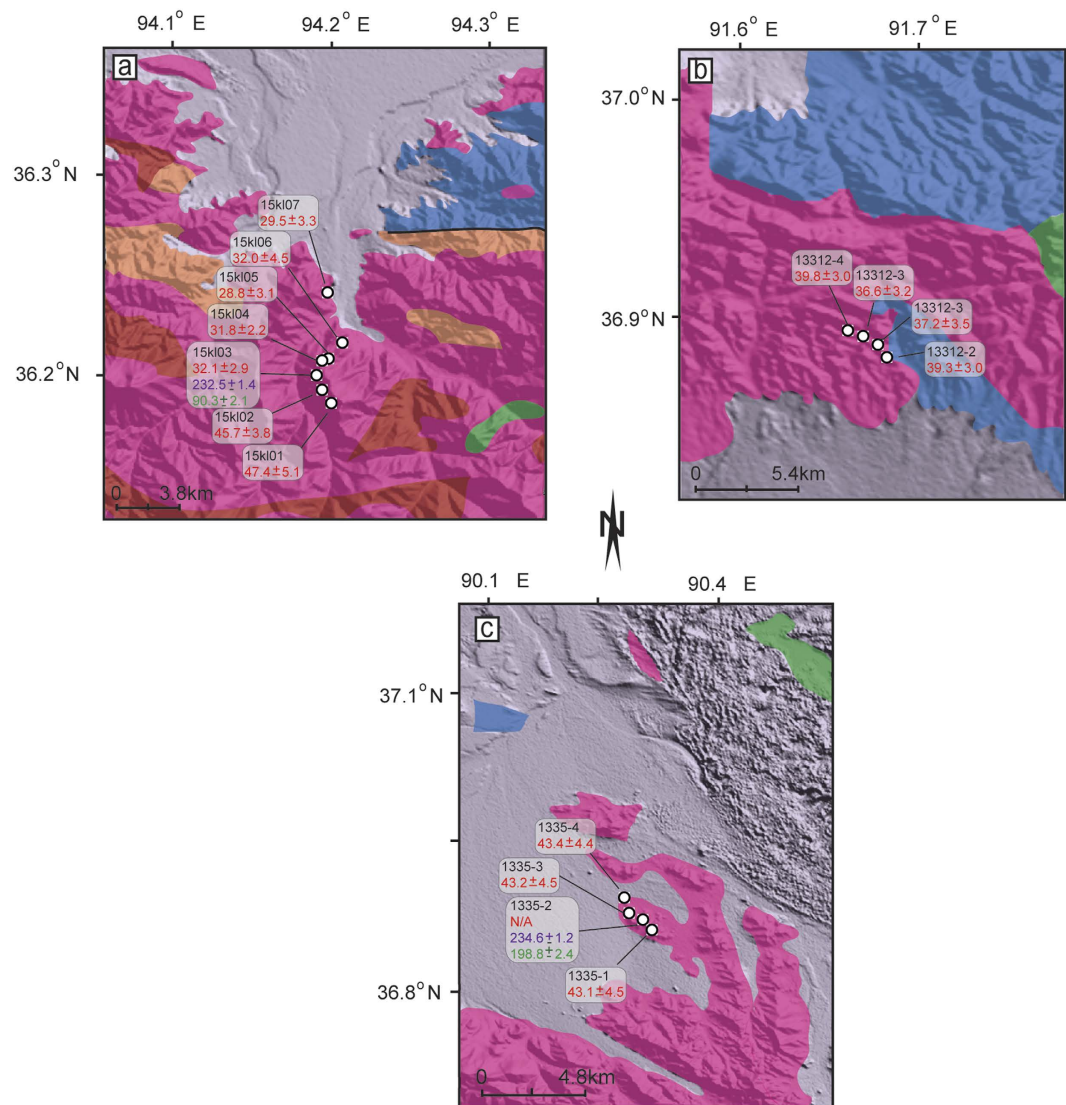 94.1° E
94.2° E
94.3° E
a
36.3° N
36.2° N
15kl07
29.5±3.3
15kl06
32.0±4.5
15kl05
28.8±3.1
15kl04
31.8±2.2
15kl03
32.1±2.9
232.5±1.4
90.3±2.1
15kl02
45.7±3.8
15kl01
47.4±5.1
0 3.8km
91.6° E
91.7° E
b
37.0° N
36.9° N
13312-4
39.8±3.0
13312-3
36.6±3.2
13312-3
37.2±3.5
13312-2
39.3±3.0
0 5.4km
N
90.1 E
90.4 E
c
37.1° N
36.8° N
1335-4
43.4±4.4
1335-3
43.2±4.5
1335-2
N/A
234.6±1.2
198.8±2.4
1335-1
43.1±4.5
0 4.8km